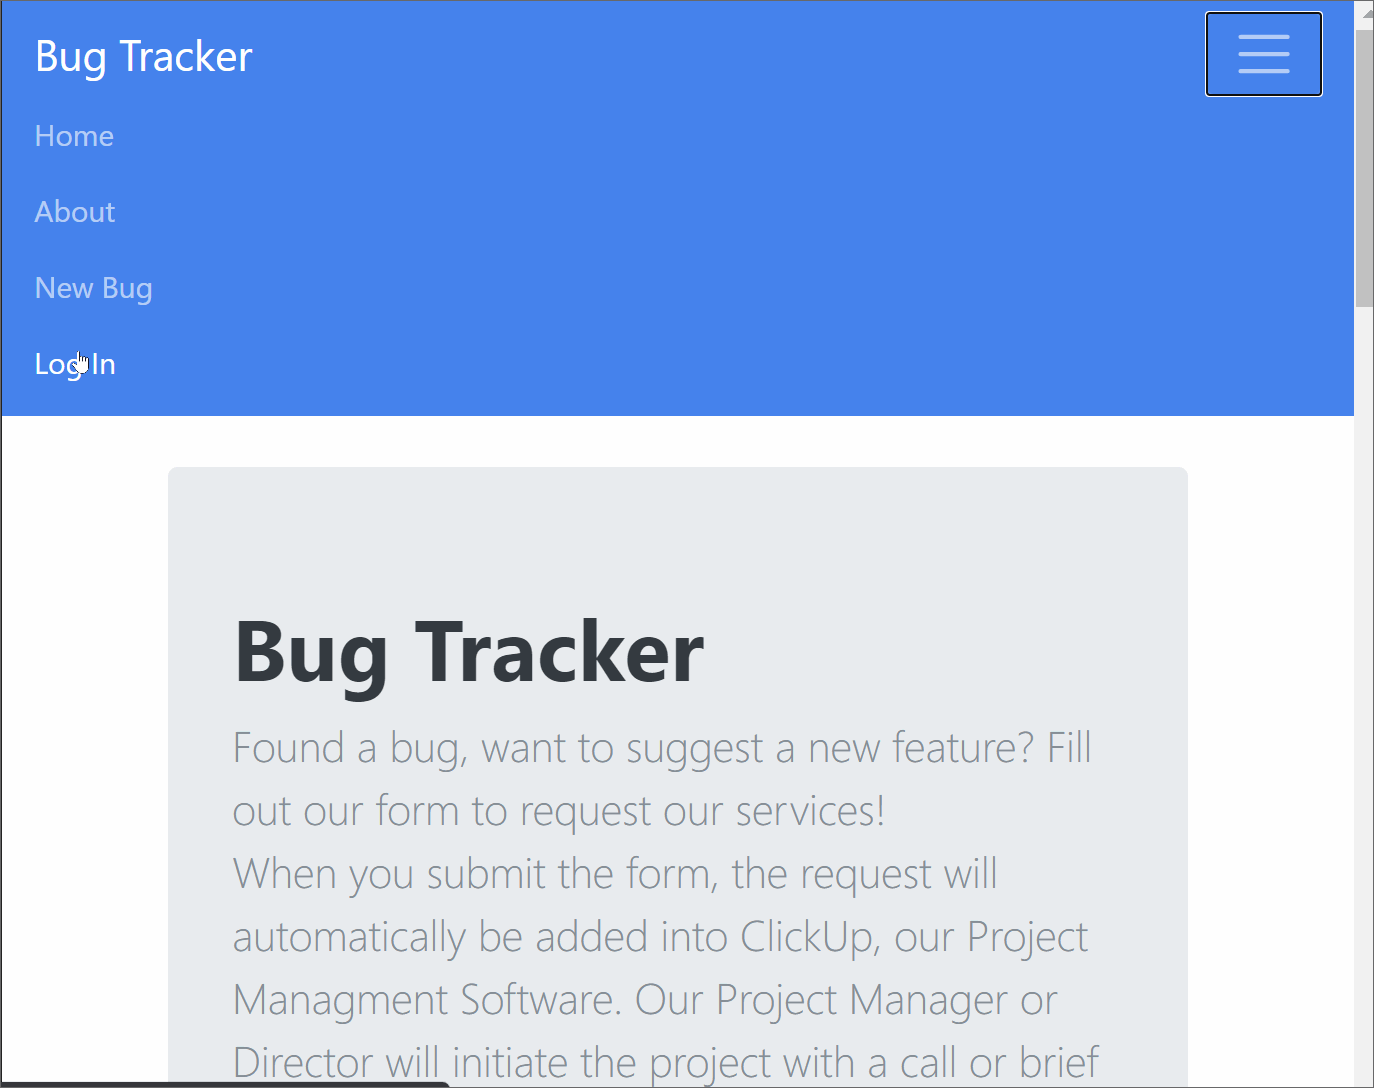 Bug Tracker
Home
About
New Bug
Log In
Bug Tracker
Found a bug, want to suggest a new feature? Fill
out our form to request our services!
When you submit the form, the request will
automatically be added into ClickUp, our Project
Managment Software. Our Project Manager or
Director will initiate the project with a call or brief